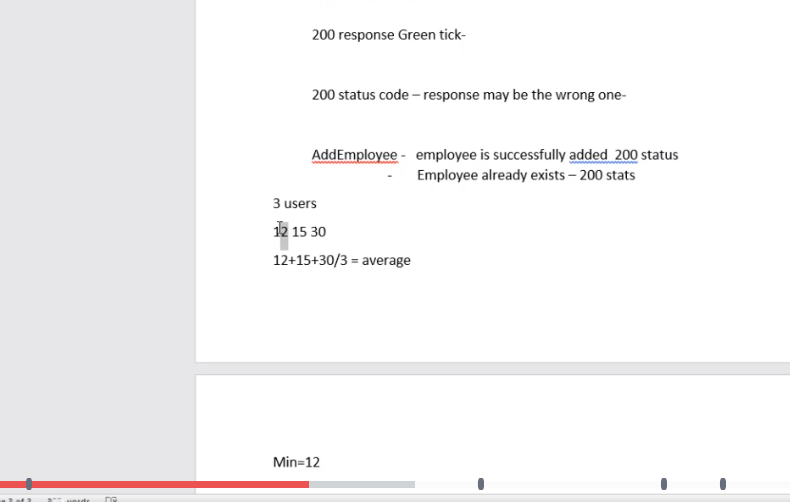 200 response Green tick-
200 status code – response may be the wrong one-
AddEmployee - employee is successfully added 200 status
- Employee already exists – 200 stats
3 users
12 15 30
12+15+30/3 = average
Min=12